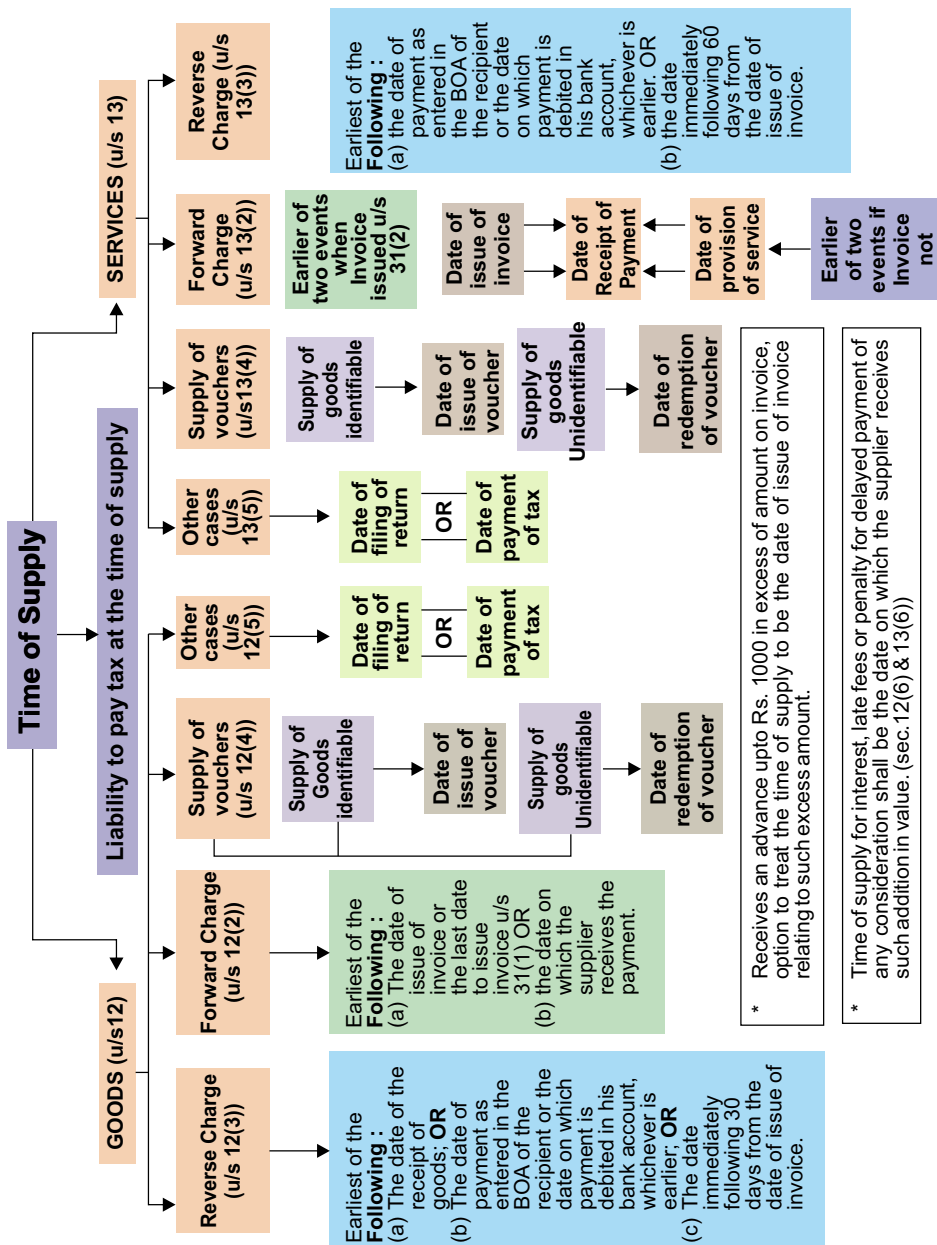 Time of Supply
Liability to pay tax at the time of supply
GOODS (u/s12)
Reverse Charge
(u/s 12(3))
Earliest of the
Following :
(a) The date of the
receipt of
goods; OR
(b) The date of
payment as
entered in the
BOA of the
recipient or the
date on which
payment is
debited in his
bank account,
whichever is
earlier; OR
(c) The date
immediately
following 30
days from the
date of issue of
invoice.
Forward Charge
(u/s 12(2))
Earliest of the
Following :
(a) The date of
issue of
invoice or
the last date
to issue
invoice u/s
31(1) OR
(b) the date on
which the
supplier
receives the
payment.
Supply of
vouchers
(u/s 12(4))
Supply of
Goods
identifiable
Date of
issue of
voucher
Supply of
goods
Unidentifiable
Date of
redemption
of voucher
Other
cases (u/s
12(5))
Date of
filing of
return
OR
Date of
payment
of tax
SERVICES (u/s 13)
Other
cases (u/s
13(5))
Date of
filing of
return
OR
Date of
payment
of tax
Supply of
vouchers
(u/s13(4))
Supply of
goods
identifiable
Date of
issue of
voucher
Supply of
goods
Unidentifiable
Date of
redemption
of voucher
Forward
Charge
(u/s 13(2))
Earlier of
two events
when
Invoice
issued u/s
31(2)
Date of
issue of
invoice
Date of
Receipt of
Payment
Date of
provision
of service
Earlier
of two
events if
Invoice
not
Reverse
Charge (u/s
13(3))
Earliest of the
Following :
(a) the date of
payment as
entered in
the BOA of
the recipient
or the date
on which
payment is
debited in
his bank
account,
whichever is
earlier. OR
(b) the date
immediately
following 60
days from
the date of
issue of
invoice.
* Receives an advance upto Rs. 1000 in excess of amount on invoice,
option to treat the time of supply to be the date of issue of invoice
relating to such excess amount.
* Time of supply for interest, late fees or penalty for delayed payment of
any consideration shall be the date on which the supplier receives
such addition in value. (sec.12(6) & 13(6))